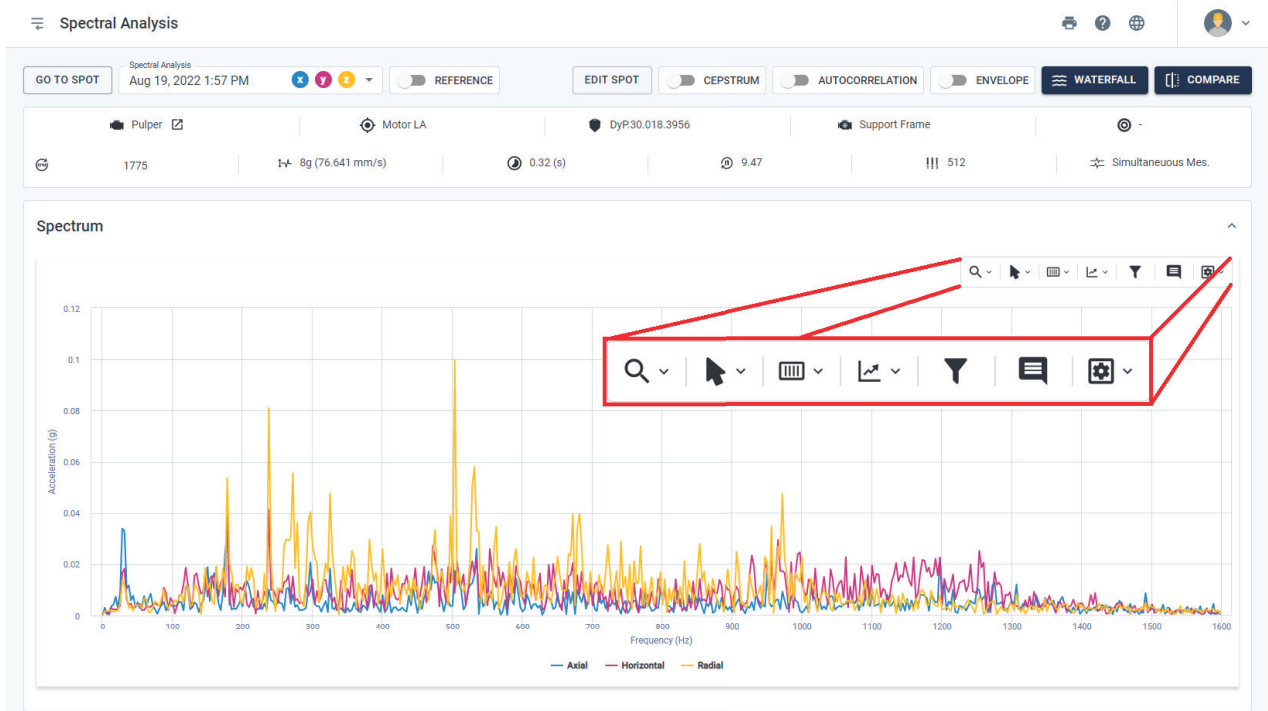 Spectral Analysis
GO TO SPOT
Spectral Analysis
Aug 19, 2022 1:57 PM
x y z
REFERENCE
EDIT SPOT
CEPSTRUM
AUTOCORRELATION
ENVELOPE
WATERFALL
COMPARE
Pulper
Motor LA
DyP.30.018.3956
Support Frame
-
1775
8g (76.641 mm/s)
0.32 (s)
9.47
512
Simultaneuous Mes.
Spectrum
0.12
0.1
0.08
0.06
0.04
0.02
0
Acceleration (g)
0 100 200 300 400 500 600 700 800 900 1000 1100 1200 1300 1400 1500 1600
Frequency (Hz)
Axial Horizontal Radial